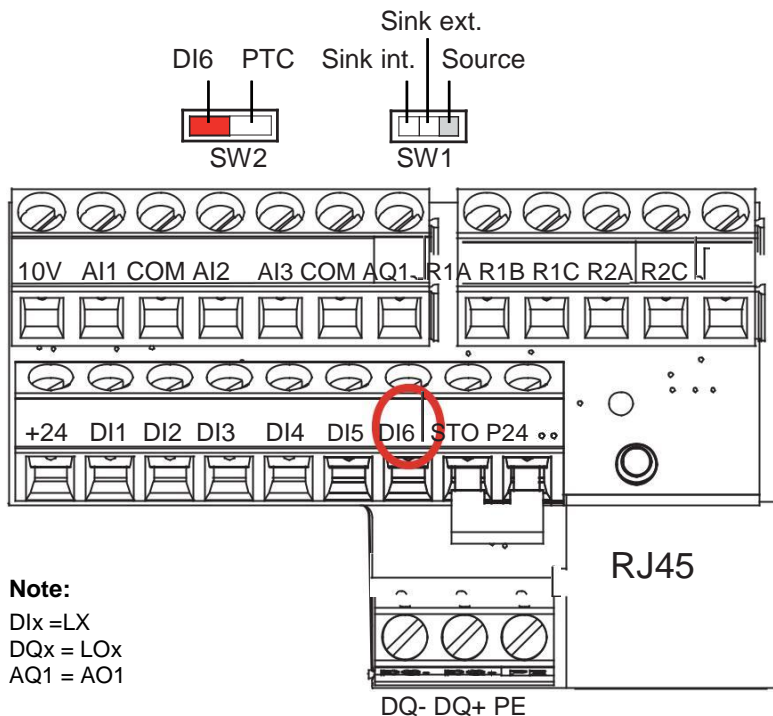 Sink ext.
DI6 PTC Sink int. Source
SW2 SW1
10V AI1 COM AI2 AI3 COM AQ1 R1A R1B R1C R2A R2C
+24 DI1 DI2 DI3 DI4 DI5 DI6 STO P24
RJ45
Note:
DIx =LX
DQx = LOx
AQ1 = AO1
DQ- DQ+ PE